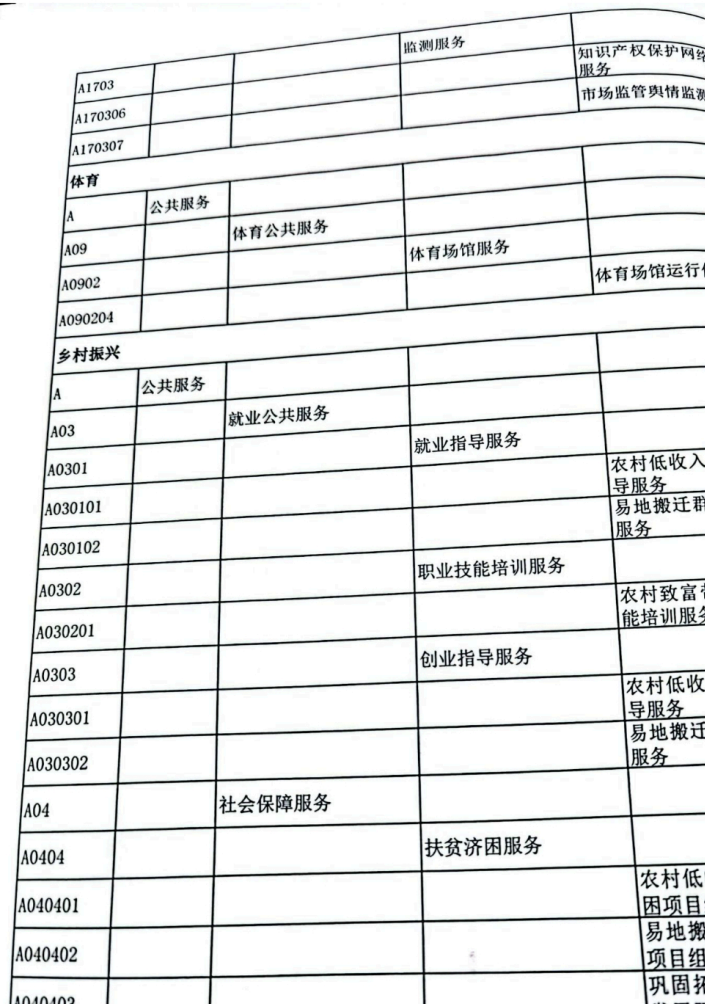 A1703 监测服务
A170306 知识产权保护网络
服务
A170307 市场监管舆情监测
体育
A 公共服务
A09 体育公共服务
A0902 体育场馆服务
A090204 体育场馆运行
乡村振兴
A 公共服务
A03 就业公共服务
A0301 就业指导服务
A030101 农村低收入
导服务
A030102 易地搬迁群
服务
A0302 职业技能培训服务
A030201 农村致富
能培训服务
A0303 创业指导服务
A030301 农村低收
导服务
A030302 易地搬迁
服务
A04 社会保障服务
A0404 扶贫济困服务
A040401 农村低
困项目
A040402 易地搬
项目组
A040403 巩固拓